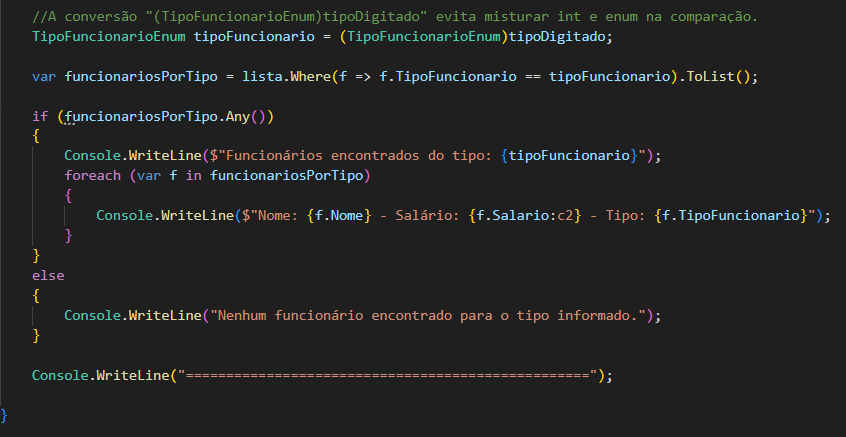 //A conversão "(TipoFuncionarioEnum)tipoDigitado" evita misturar int e enum na comparação.
TipoFuncionarioEnum tipoFuncionario = (TipoFuncionarioEnum)tipoDigitado;
var funcionariosPorTipo = lista.Where(f => f.TipoFuncionario == tipoFuncionario).ToList();
if (funcionariosPorTipo.Any())
{
Console.WriteLine($"Funcionários encontrados do tipo: {tipoFuncionario}");
foreach (var f in funcionariosPorTipo)
{
Console.WriteLine($"Nome: {f.Nome} - Salário: {f.Salario:c2} - Tipo: {f.TipoFuncionario}");
}
}
else
{
Console.WriteLine("Nenhum funcionário encontrado para o tipo informado.");
}
Console.WriteLine("==================================================");
}